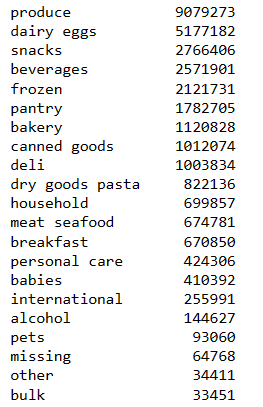 produce 9079273
dairy eggs 5177182
snacks 2766406
beverages 2571901
frozen 2121731
pantry 1782705
bakery 1120828
canned goods 1012074
deli 1003834
dry goods pasta 822136
household 699857
meat seafood 674781
breakfast 670850
personal care 424306
babies 410392
international 255991
alcohol 144627
pets 93060
missing 64768
other 34411
bulk 33451